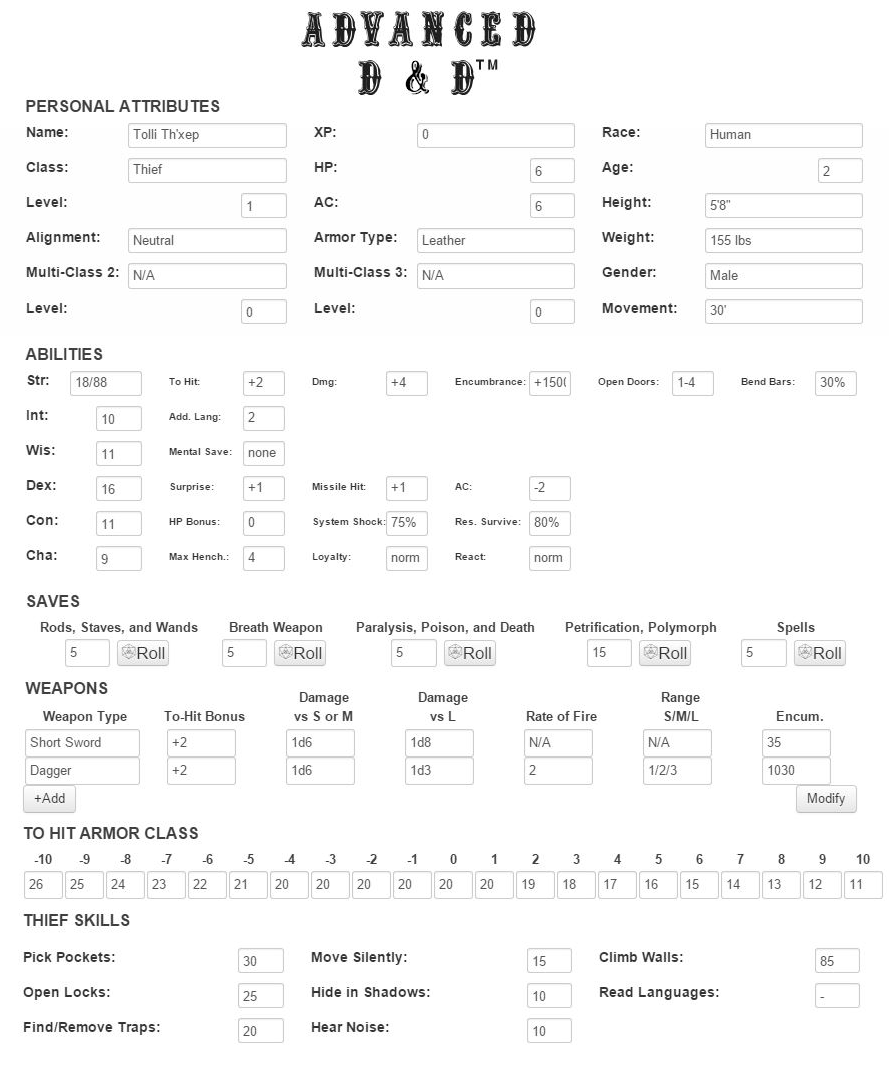 ADVANCED
D & D™
PERSONAL ATTRIBUTES
Name: Tolli Th'xep XP: 0 Race: Human
Class: Thief HP: 6 Age: 2
Level: 1 AC: 6 Height: 5'8"
Alignment: Neutral Armor Type: Leather Weight: 155 lbs
Multi-Class 2: N/A Multi-Class 3: N/A Gender: Male
Level: 0 Level: 0 Movement: 30'
ABILITIES
Str: 18/88 To Hit: +2 Dmg: +4 Encumbrance: +150( Open Doors: 1-4 Bend Bars: 30%
Int: 10 Add. Lang: 2
Wis: 11 Mental Save: none
Dex: 16 Surprise: +1 Missile Hit: +1 AC: -2
Con: 11 HP Bonus: 0 System Shock: 75% Res. Survive: 80%
Cha: 9 Max Hench.: 4 Loyalty: norm React: norm
SAVES
Rods, Staves, and Wands Breath Weapon Paralysis, Poison, and Death Petrification, Polymorph Spells
5 Roll 5 Roll 5 Roll 15 Roll 5 Roll
WEAPONS
Damage Damage Range
Weapon Type To-Hit Bonus vs S or M vs L Rate of Fire S/M/L Encum.
Short Sword +2 1d6 1d8 N/A N/A 35
Dagger +2 1d6 1d3 2 1/2/3 1030
+Add Modify
TO HIT ARMOR CLASS
-10 -9 -8 -7 -6 -5 -4 -3 -2 -1 0 1 2 3 4 5 6 7 8 9 10
26 25 24 23 22 21 20 20 20 20 20 20 19 18 17 16 15 14 13 12 11
THIEF SKILLS
Pick Pockets: 30 Move Silently: 15 Climb Walls: 85
Open Locks: 25 Hide in Shadows: 10 Read Languages: -
Find/Remove Traps: 20 Hear Noise: 10